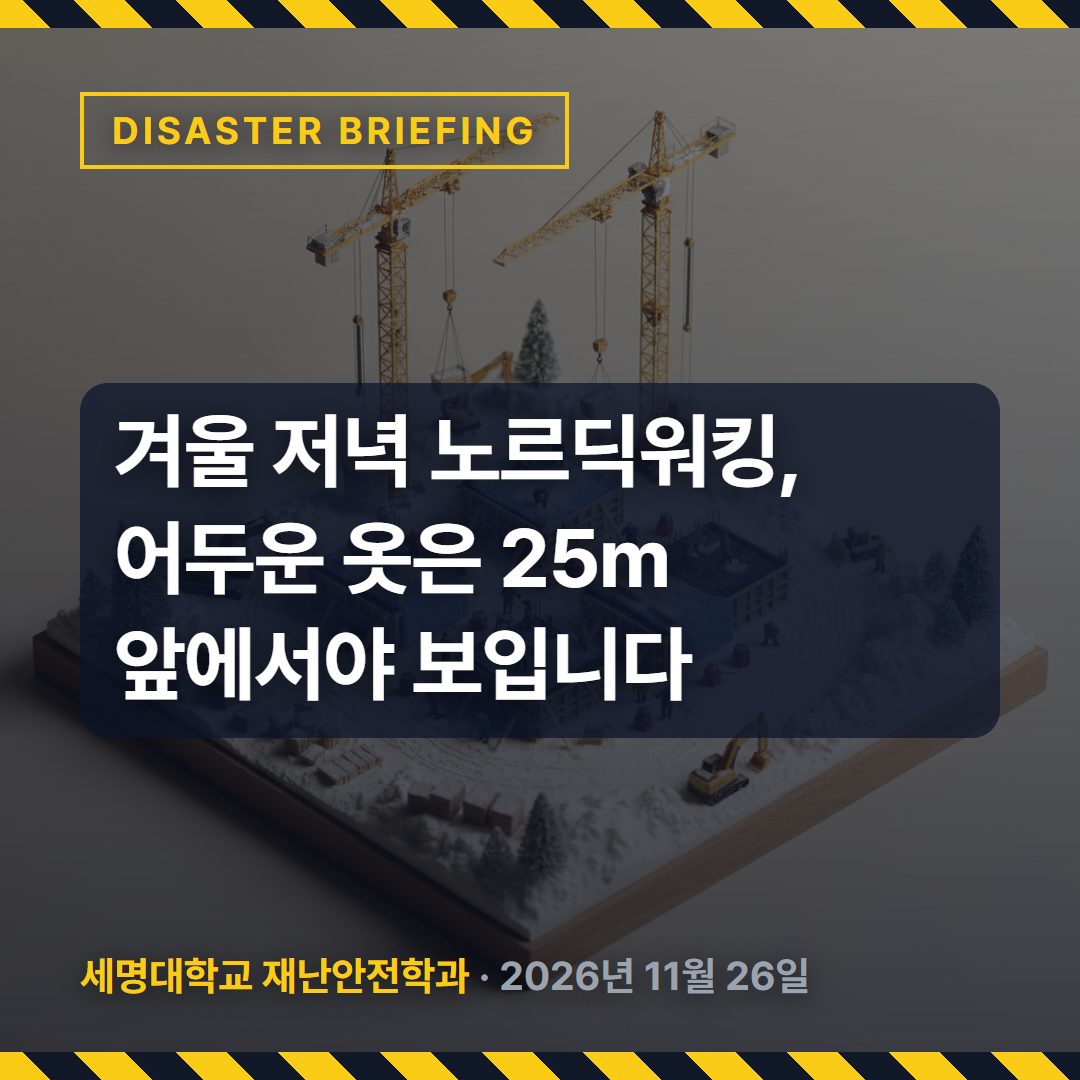 DISASTER BRIEFING
겨울 저녁 노르딕워킹,
어두운 옷은 25m
앞에서야 보입니다
세명대학교 재난안전학과 · 2026년 11월 26일